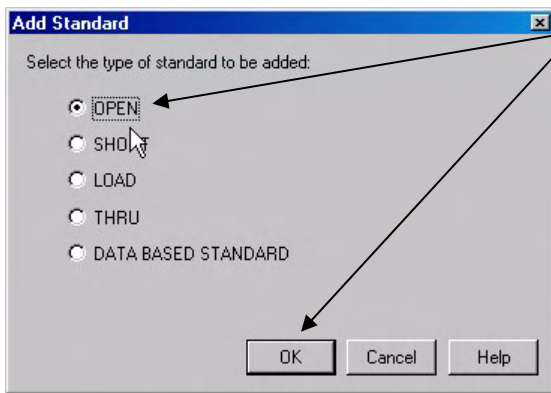 Add Standard
Select the type of standard to be added:
OPEN
SHORT
LOAD
THRU
DATA BASED STANDARD
OK Cancel Help